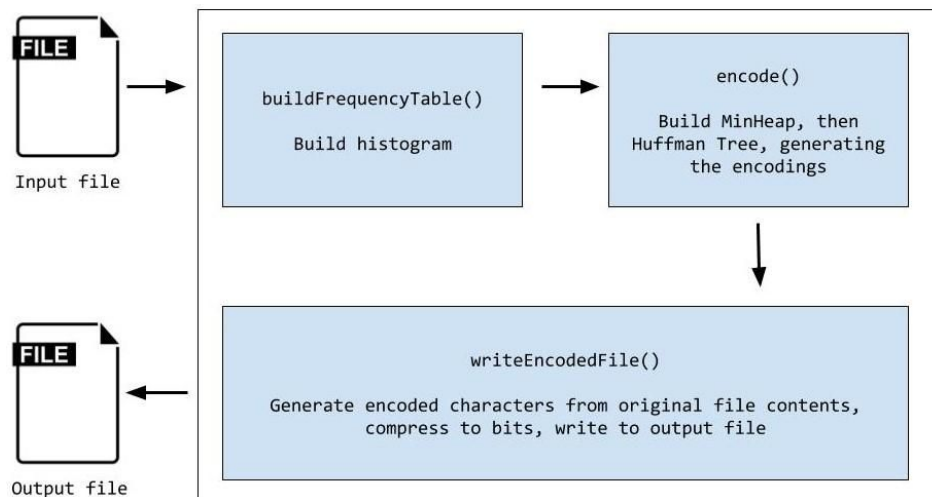 FILE
Input file
buildFrequencyTable()
Build histogram
encode()
Build MinHeap, then
Huffman Tree, generating
the encodings
FILE
Output file
writeEncodedFile()
Generate encoded characters from original file contents,
compress to bits, write to output file